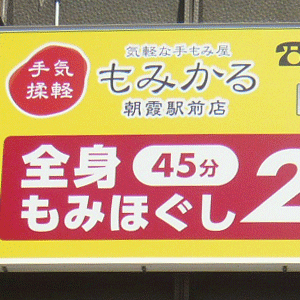 気軽な手もみ屋
手気
揉軽
もみかる
朝霞駅前店
全身 45分
もみほぐし 2